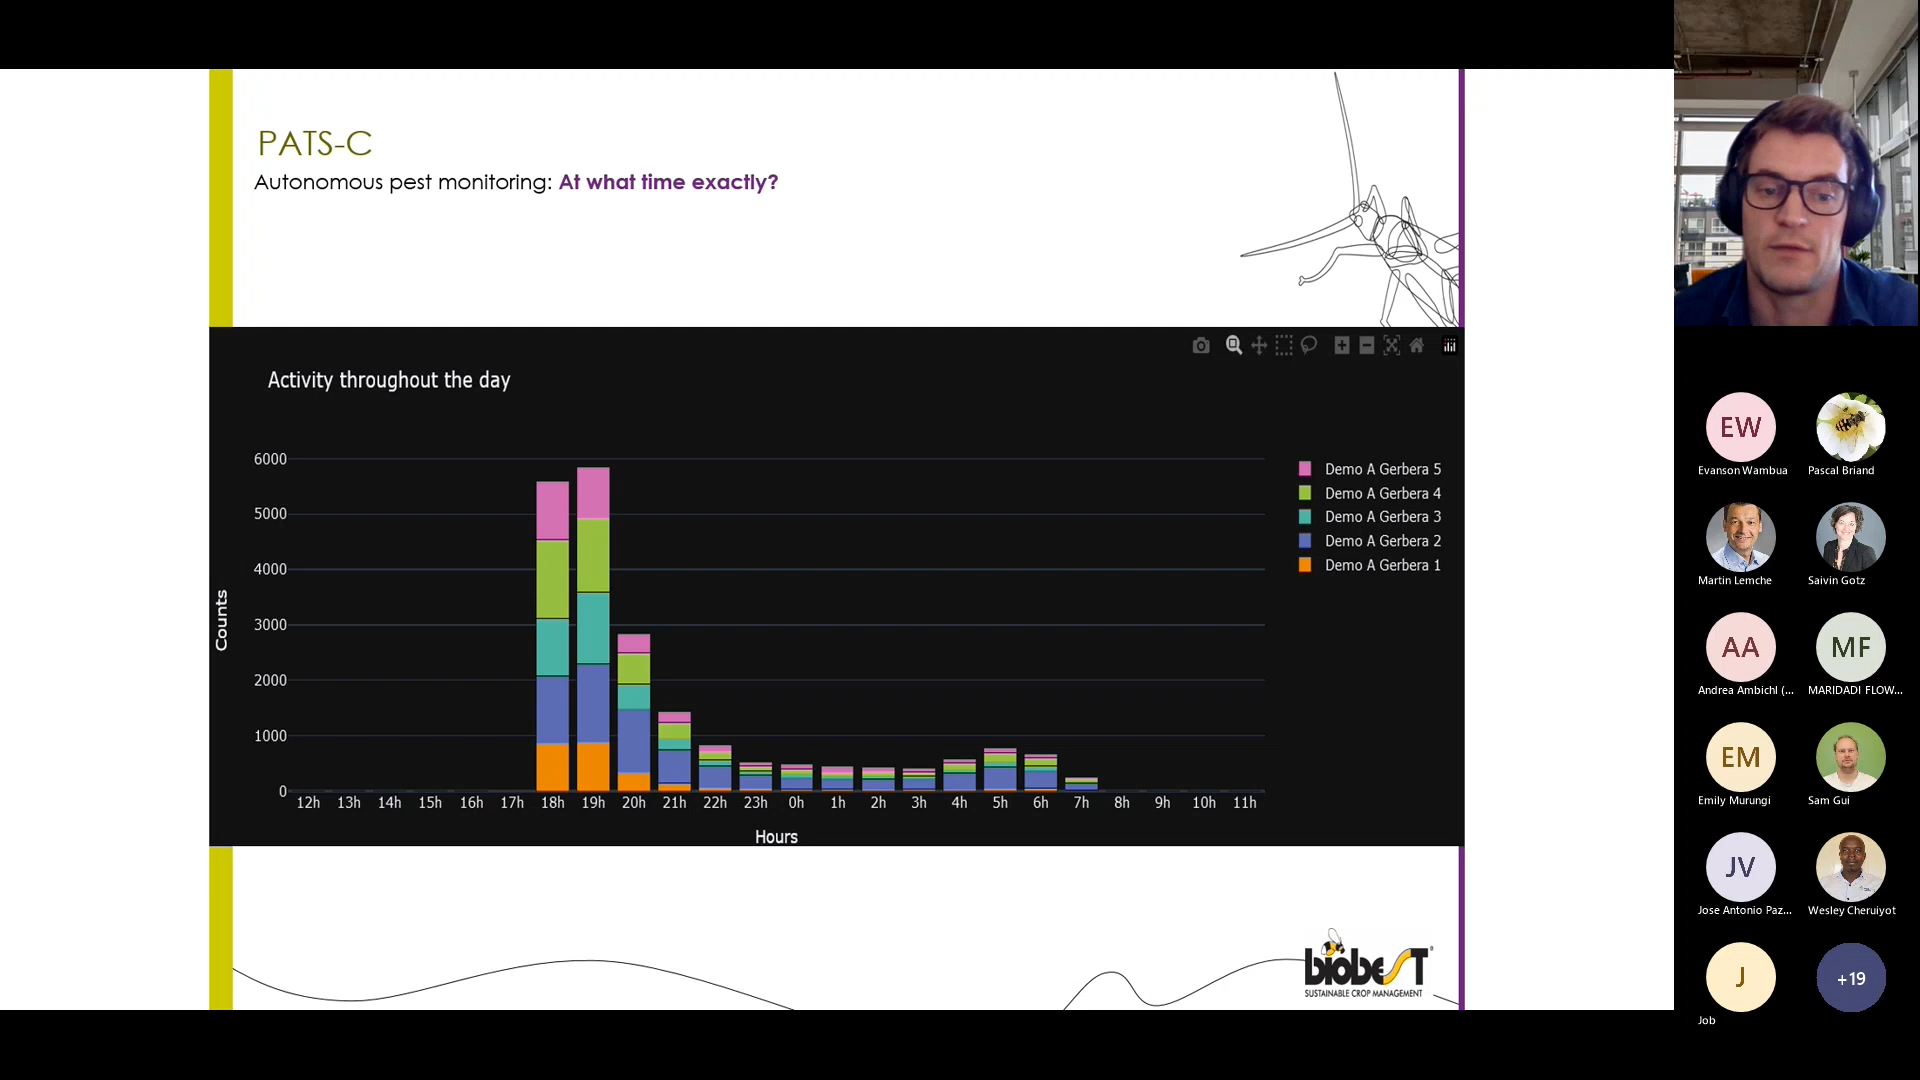 PATS-C
Autonomous pest monitoring: At what time exactly?
Activity throughout the day
6000
5000
4000
3000
2000
1000
0
Counts
12h 13h 14h 15h 16h 17h 18h 19h 20h 21h 22h 23h 0h 1h 2h 3h 4h 5h 6h 7h 8h 9h 10h 11h
Hours
Demo A Gerbera 5
Demo A Gerbera 4
Demo A Gerbera 3
Demo A Gerbera 2
Demo A Gerbera 1
biobest®
SUSTAINABLE CROP MANAGEMENT
EW
Evanson Wambua
Pascal Briand
Martin Lemche
Saivin Gotz
AA
Andrea Ambichl (...
MF
MARIDADI FLOW...
EM
Emily Murungi
Sam Gui
JV
Jose Antonio Paz...
Wesley Cheruiyot
J
Job
+19